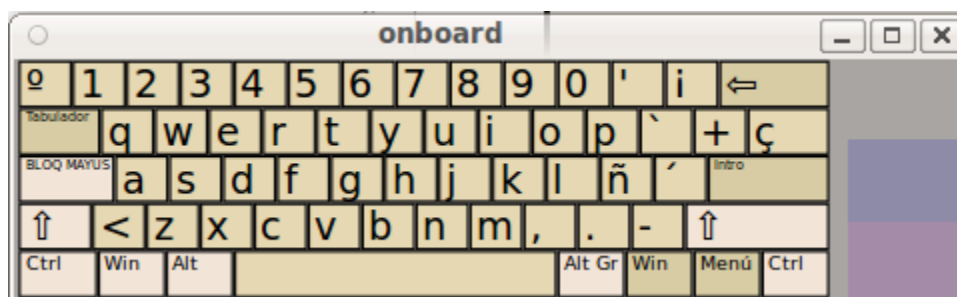 onboard
º 1 2 3 4 5 6 7 8 9 0 ' i ⇦
Tabulador q w e r t y u i o p ` + ç
BLOQ MAYUS a s d f g h j k l ñ ´ Intro
⇧ < z x c v b n m , . - ⇧
Ctrl Win Alt Alt Gr Win Menú Ctrl